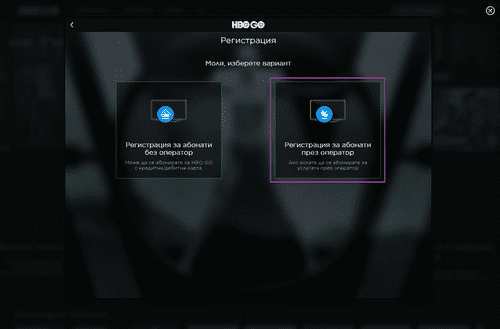 HBO GO
Регистрация
Моля, изберете вариант
Регистрация за абонати
без оператор
Може да се абонирате за HBO GO
с кредитна/дебитна карта
Регистрация за абонати
през оператор
Ако искате да се абонирате за
услугата през оператор